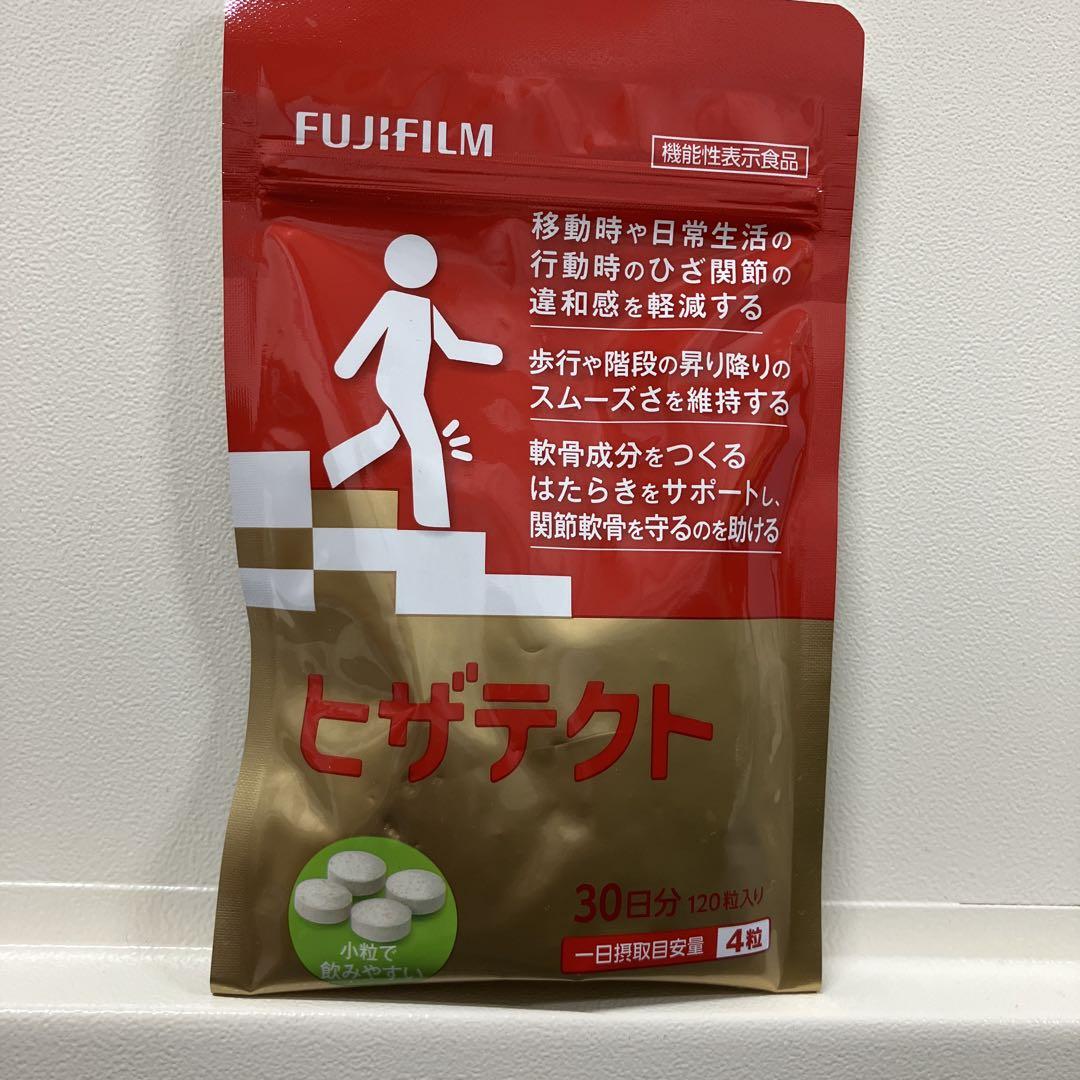 FUJIFILM
機能性表示食品
移動時や日常生活の
行動時のひざ関節の
違和感を軽減する
歩行や階段の昇り降りの
スムーズさを維持する
軟骨成分をつくる
はたらきをサポートし、
関節軟骨を守るのを助ける
ヒザテクト
30日分 120粒入り
一日摂取目安量 4粒
小粒で
飲みやすい